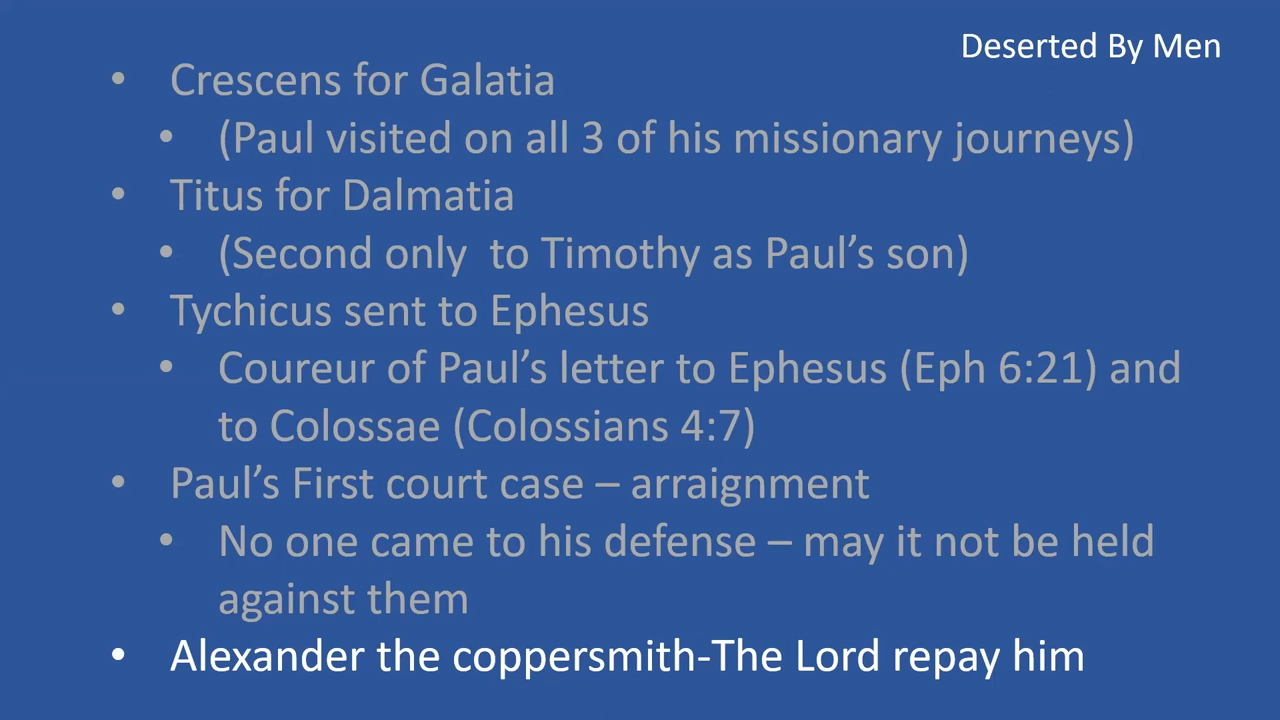 Deserted By Men
• Crescens for Galatia
• (Paul visited on all 3 of his missionary journeys)
• Titus for Dalmatia
• (Second only  to Timothy as Paul’s son)
• Tychicus sent to Ephesus
• Coureur of Paul’s letter to Ephesus (Eph 6:21) and
to Colossae (Colossians 4:7)
• Paul’s First court case – arraignment
• No one came to his defense – may it not be held
against them
• Alexander the coppersmith-The Lord repay him